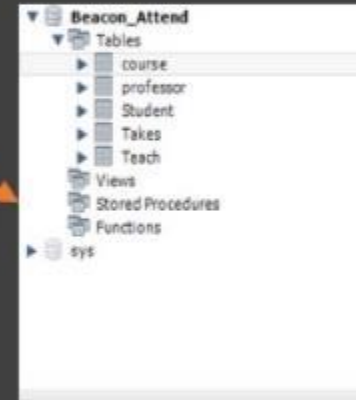 Beacon_Attend
Tables
course
professor
Student
Takes
Teach
Views
Stored Procedures
Functions
sys